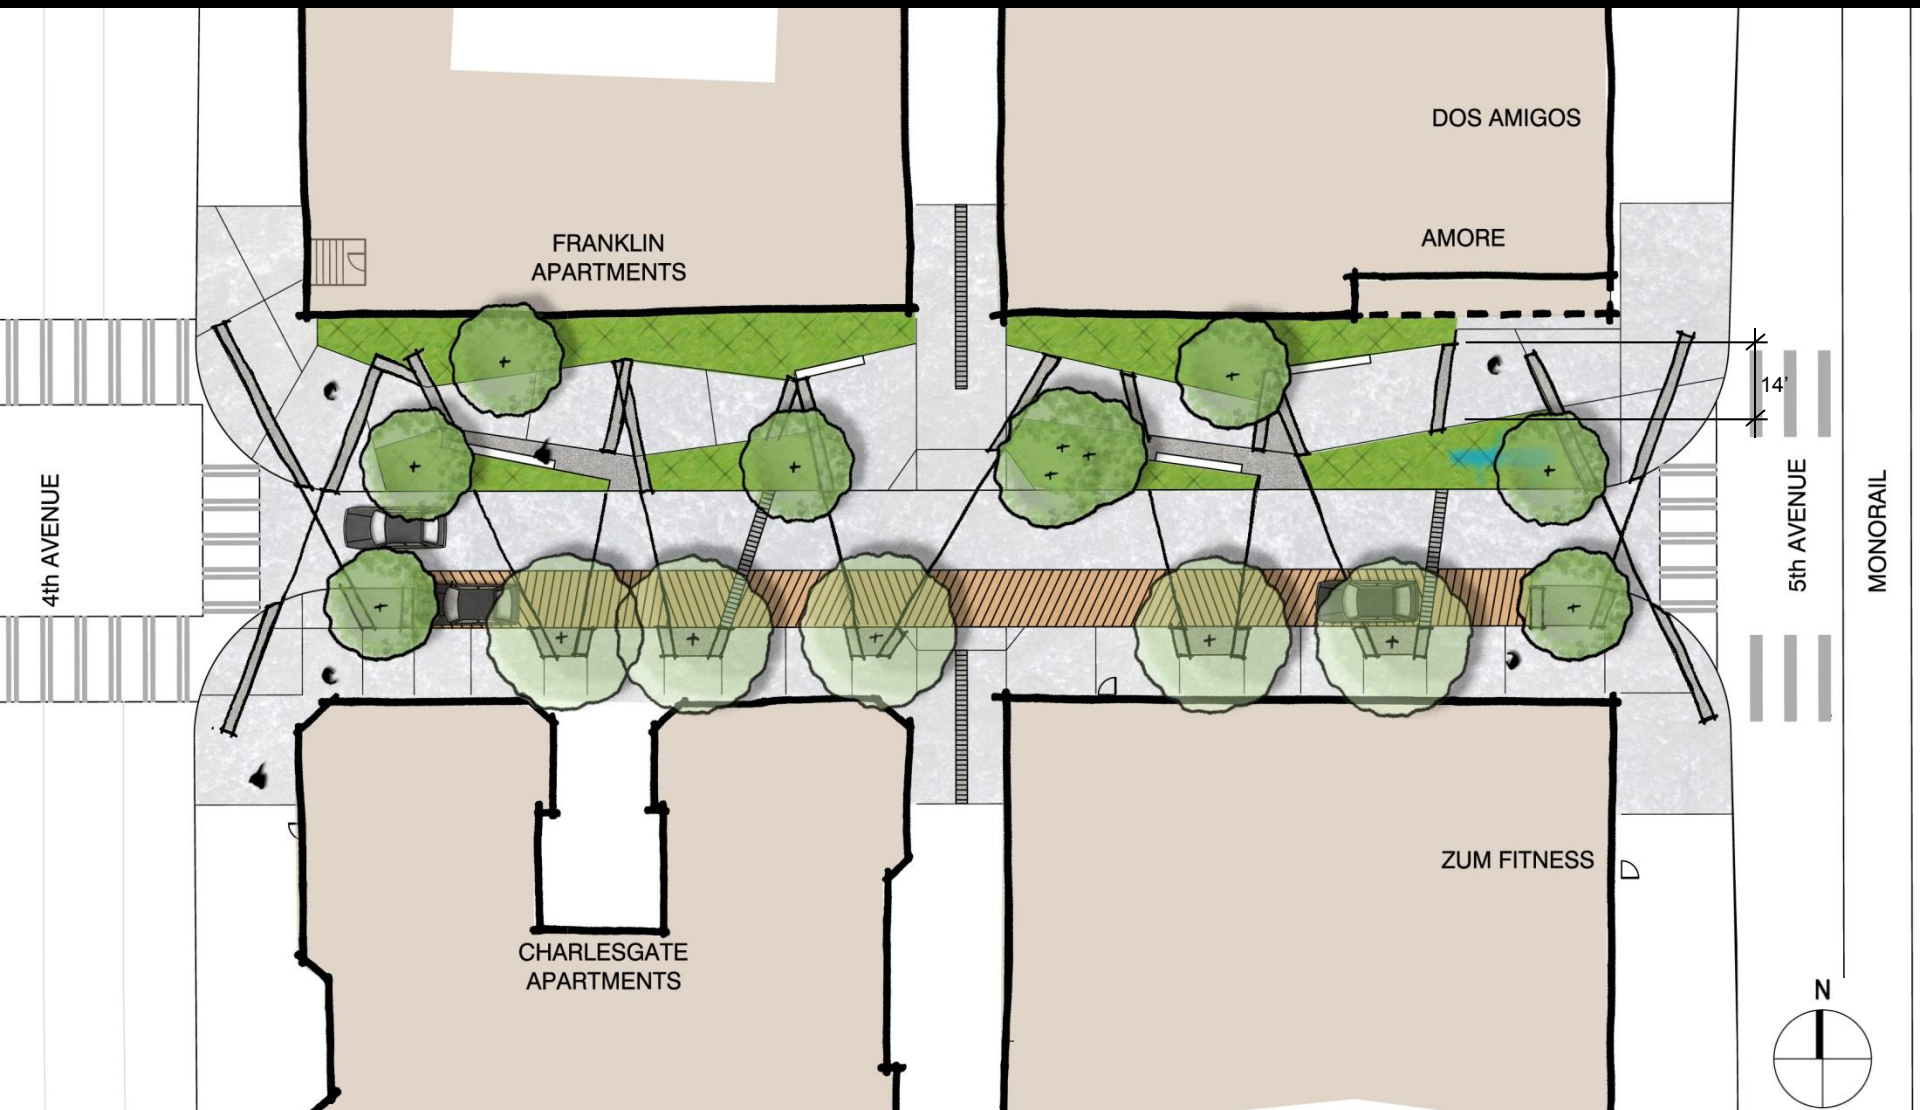 DOS AMIGOS
FRANKLIN
APARTMENTS
AMORE
14'
4th AVENUE
5th AVENUE
MONORAIL
ZUM FITNESS
CHARLESGATE
APARTMENTS
N